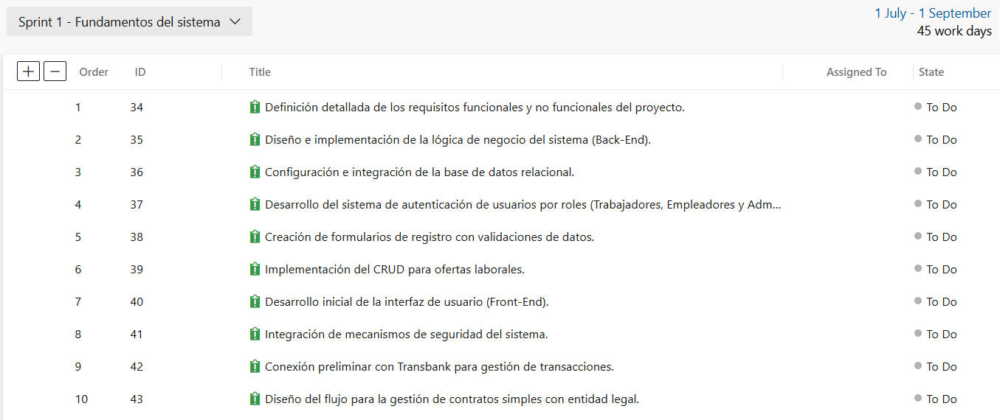 Sprint 1 - Fundamentos del sistema
1 July - 1 September
45 work days
Order ID Title Assigned To State
1 34 Definición detallada de los requisitos funcionales y no funcionales del proyecto. To Do
2 35 Diseño e implementación de la lógica de negocio del sistema (Back-End). To Do
3 36 Configuración e integración de la base de datos relacional. To Do
4 37 Desarrollo del sistema de autenticación de usuarios por roles (Trabajadores, Empleadores y Adm... To Do
5 38 Creación de formularios de registro con validaciones de datos. To Do
6 39 Implementación del CRUD para ofertas laborales. To Do
7 40 Desarrollo inicial de la interfaz de usuario (Front-End). To Do
8 41 Integración de mecanismos de seguridad del sistema. To Do
9 42 Conexión preliminar con Transbank para gestión de transacciones. To Do
10 43 Diseño del flujo para la gestión de contratos simples con entidad legal. To Do